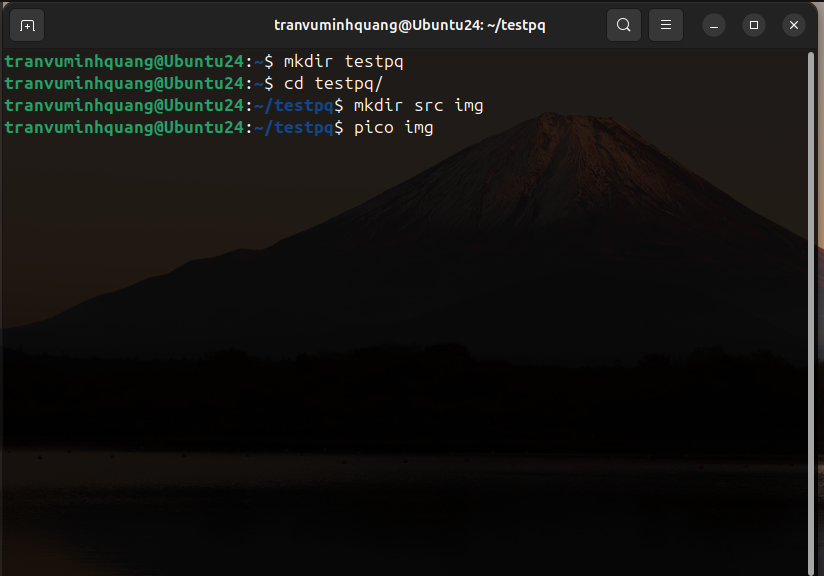 tranvuminhquang@Ubuntu24: ~/testpq
tranvuminhquang@Ubuntu24:~$ mkdir testpq
tranvuminhquang@Ubuntu24:~$ cd testpq/
tranvuminhquang@Ubuntu24:~/testpq$ mkdir src img
tranvuminhquang@Ubuntu24:~/testpq$ pico img